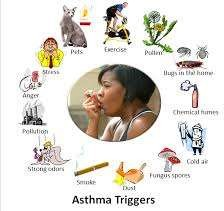 Pets
Exercise
Pollen
Bugs in the home
Chemical fumes
Cold air
Fungus spores
Dust
Smoke
Strong odors
Pollution
Anger
Stress
Asthma Triggers